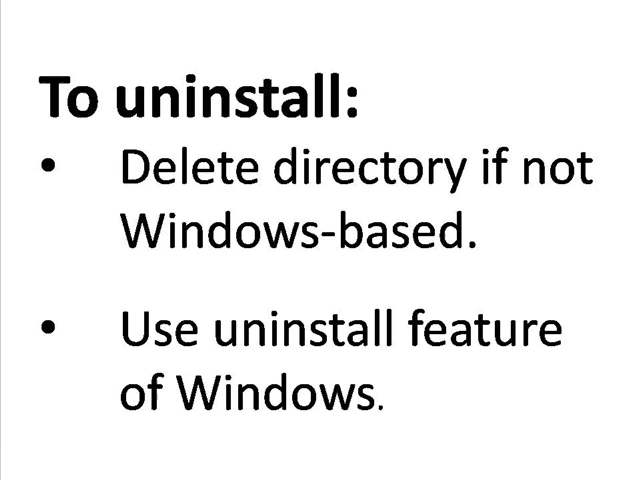 To uninstall:
• Delete directory if not
Windows-based.
• Use uninstall feature
of Windows.